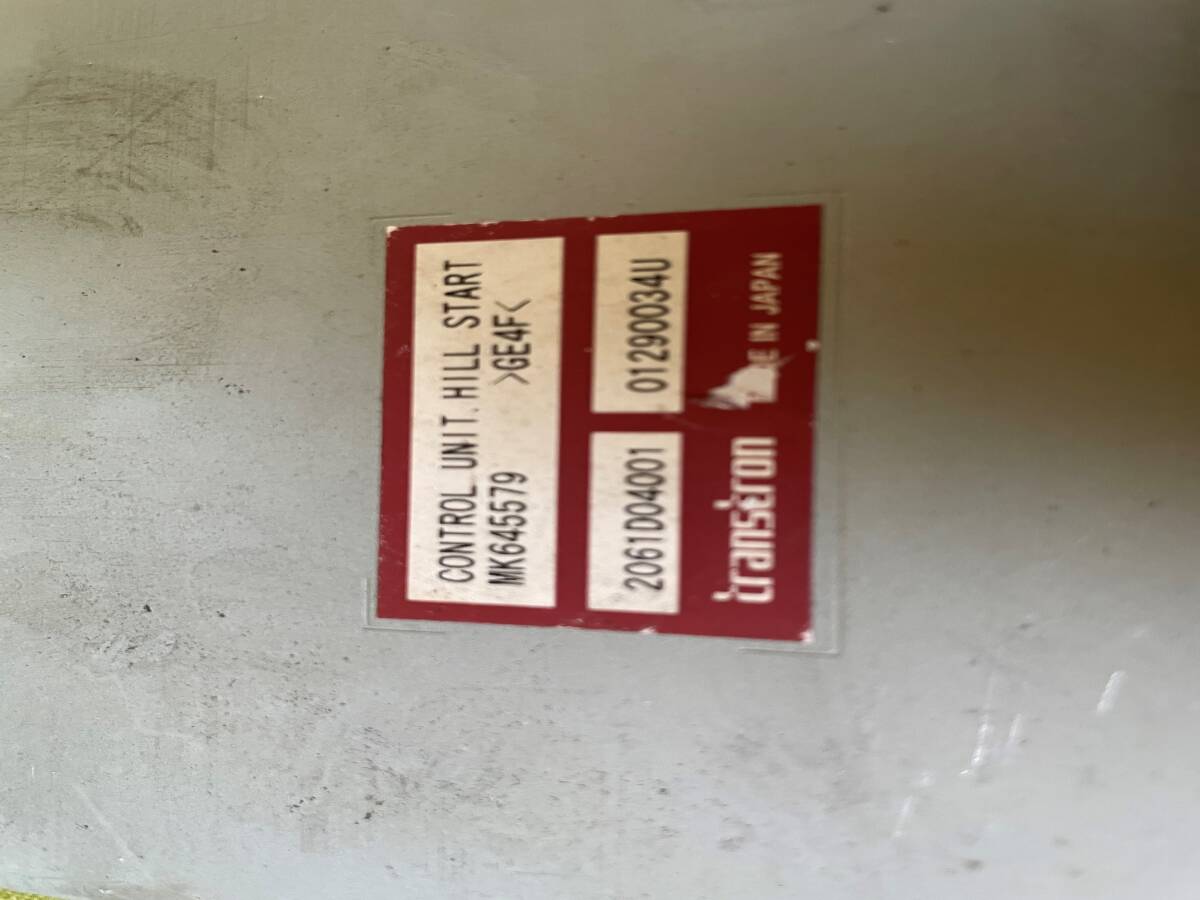 CONTROL UNIT.HILL START
MK645579 >GE4F<
2061D04001 01290034U
transtron E IN JAPAN